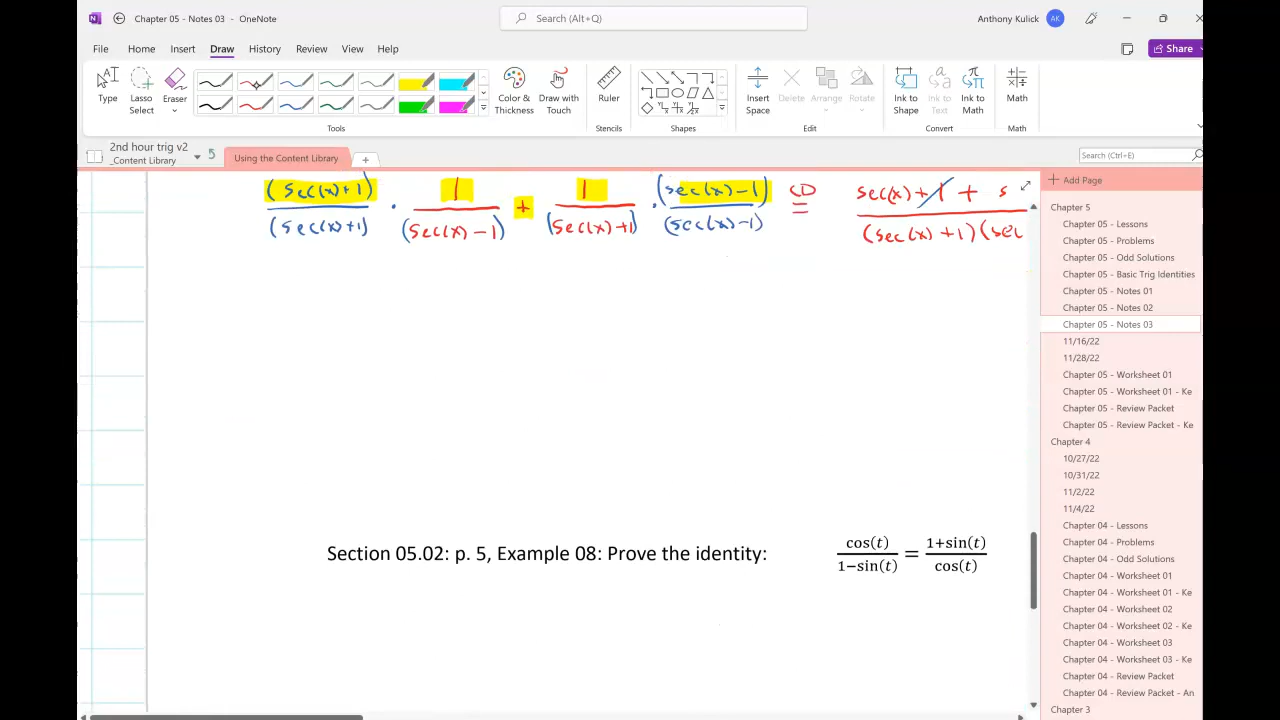 Chapter 05 - Notes 03 - OneNote
Search (Alt+Q)
Anthony Kulick AK
File Home Insert Draw History Review View Help Share
Type Lasso Select Eraser Color & Thickness Draw with Touch Ruler Insert Space Delete Arrange Rotate Ink to Shape Ink to Text Ink to Math Math
Tools Stencils Shapes Edit Convert Math
2nd hour trig v2
_Content Library
Using the Content Library
Search (Ctrl+E)
(sec(x)+1) 1 + 1 (sec(x)-1) CD = sec(x)+1 + s
(sec(x)+1) · (sec(x)-1) (sec(x)+1) · (sec(x)-1) (sec(x)+1)(sec
Section 05.02: p. 5, Example 08: Prove the identity:
cos(t) 1+sin(t)
=
1−sin(t) cos(t)
Add Page
Chapter 5
Chapter 05 - Lessons
Chapter 05 - Problems
Chapter 05 - Odd Solutions
Chapter 05 - Basic Trig Identities
Chapter 05 - Notes 01
Chapter 05 - Notes 02
Chapter 05 - Notes 03
11/16/22
11/28/22
Chapter 05 - Worksheet 01
Chapter 05 - Worksheet 01 - Ke
Chapter 05 - Review Packet
Chapter 05 - Review Packet - Ke
Chapter 4
10/27/22
10/31/22
11/2/22
11/4/22
Chapter 04 - Lessons
Chapter 04 - Problems
Chapter 04 - Odd Solutions
Chapter 04 - Worksheet 01
Chapter 04 - Worksheet 01 - Ke
Chapter 04 - Worksheet 02
Chapter 04 - Worksheet 02 - Ke
Chapter 04 - Worksheet 03
Chapter 04 - Worksheet 03 - Ke
Chapter 04 - Review Packet
Chapter 04 - Review Packet - An
Chapter 3